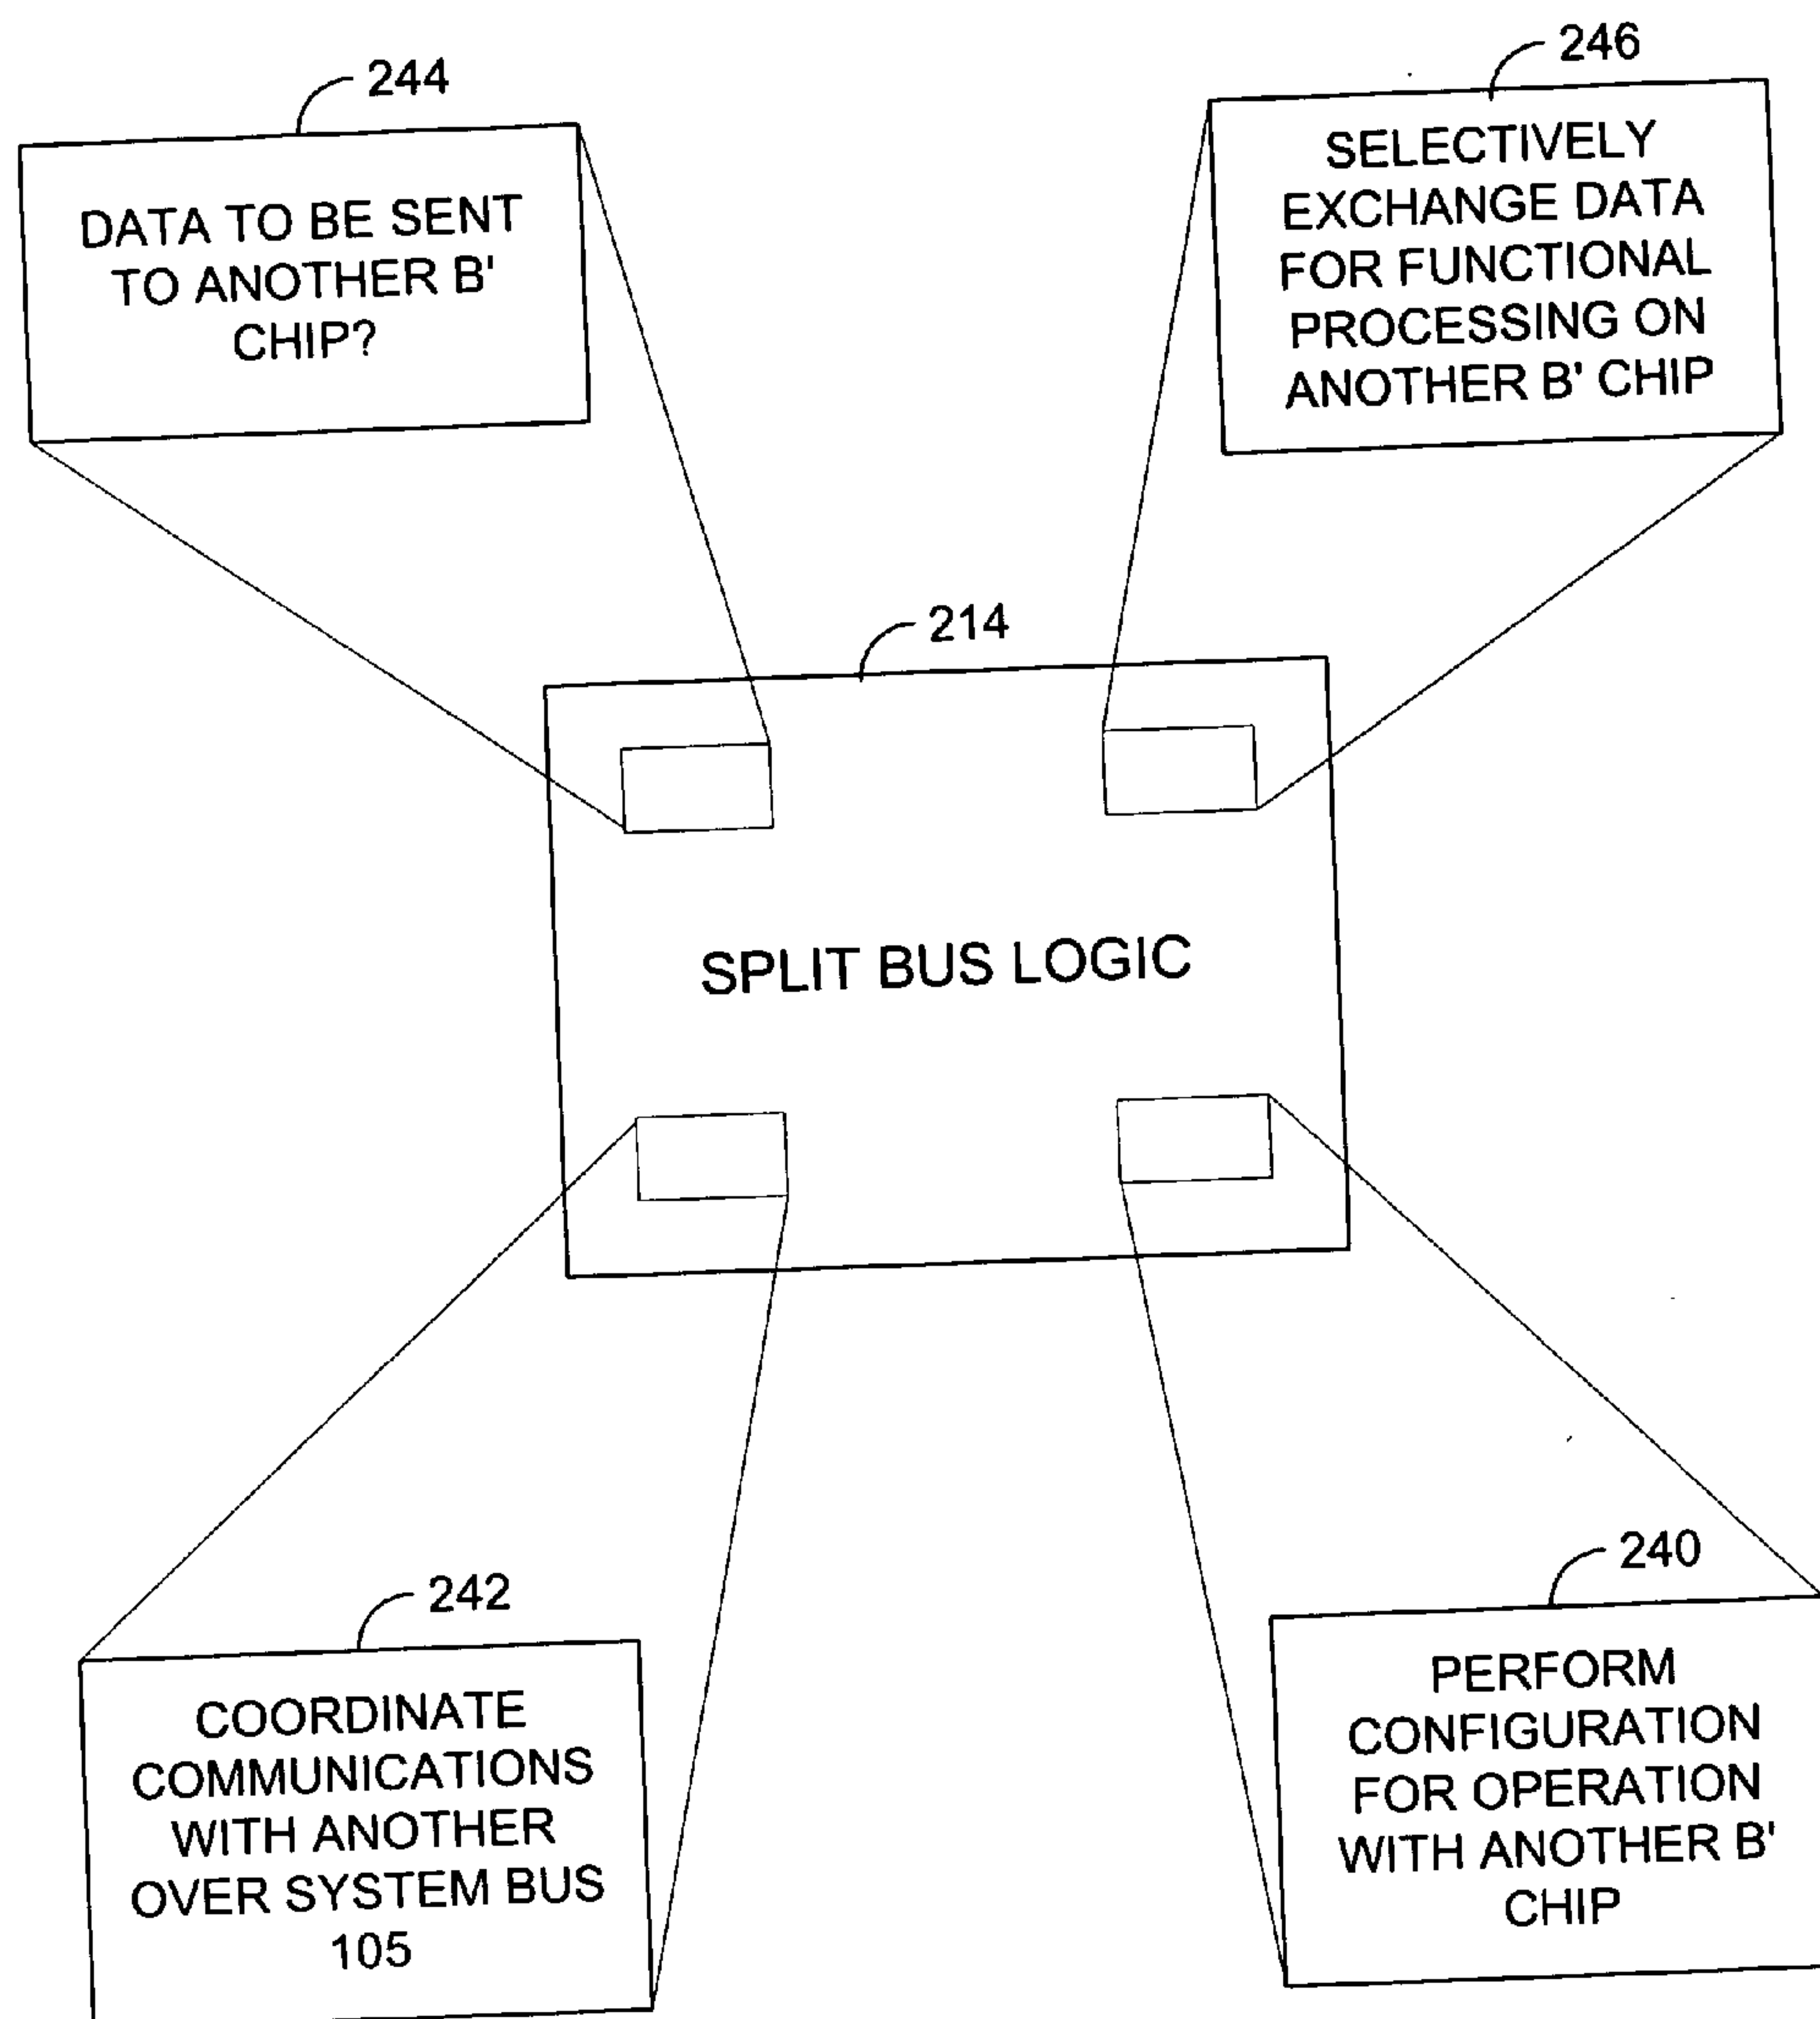 244
DATA TO BE SENT
TO ANOTHER B'
CHIP?
246
SELECTIVELY
EXCHANGE DATA
FOR FUNCTIONAL
PROCESSING ON
ANOTHER B' CHIP
214
SPLIT BUS LOGIC
242
COORDINATE
COMMUNICATIONS
WITH ANOTHER
OVER SYSTEM BUS
105
240
PERFORM
CONFIGURATION
FOR OPERATION
WITH ANOTHER B'
CHIP